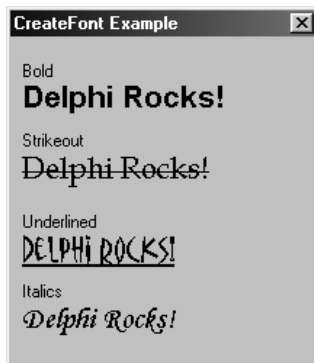 CreateFont Example
Bold
Delphi Rocks!
Strikeout
Delphi Rocks!
Underlined
DELPHi ROCKS!
Italics
Delphi Rocks!